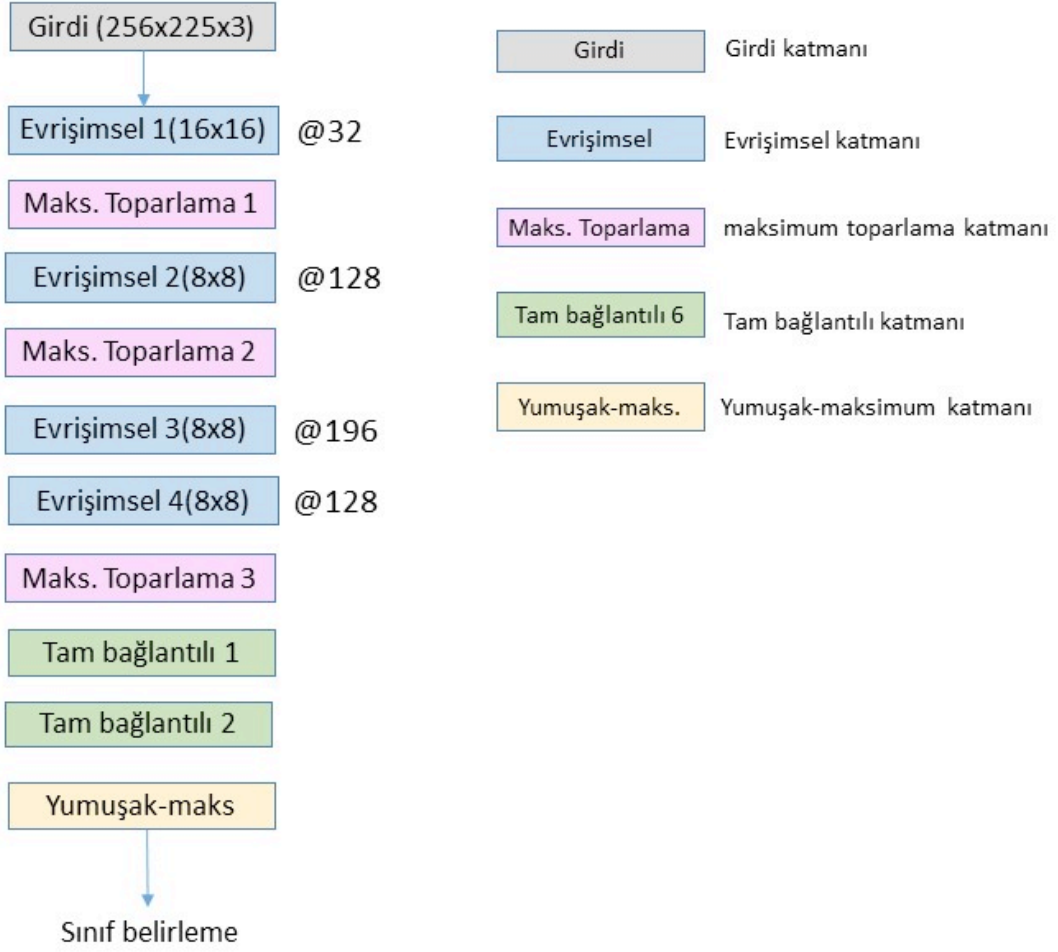 Girdi (256x225x3)
Evrişimsel 1(16x16) @32
Maks. Toparlama 1
Evrişimsel 2(8x8) @128
Maks. Toparlama 2
Evrişimsel 3(8x8) @196
Evrişimsel 4(8x8) @128
Maks. Toparlama 3
Tam bağlantılı 1
Tam bağlantılı 2
Yumuşak-maks
Sınıf belirleme
Girdi Girdi katmanı
Evrişimsel Evrişimsel katmanı
Maks. Toparlama maksimum toparlama katmanı
Tam bağlantılı 6 Tam bağlantılı katmanı
Yumuşak-maks. Yumuşak-maksimum katmanı